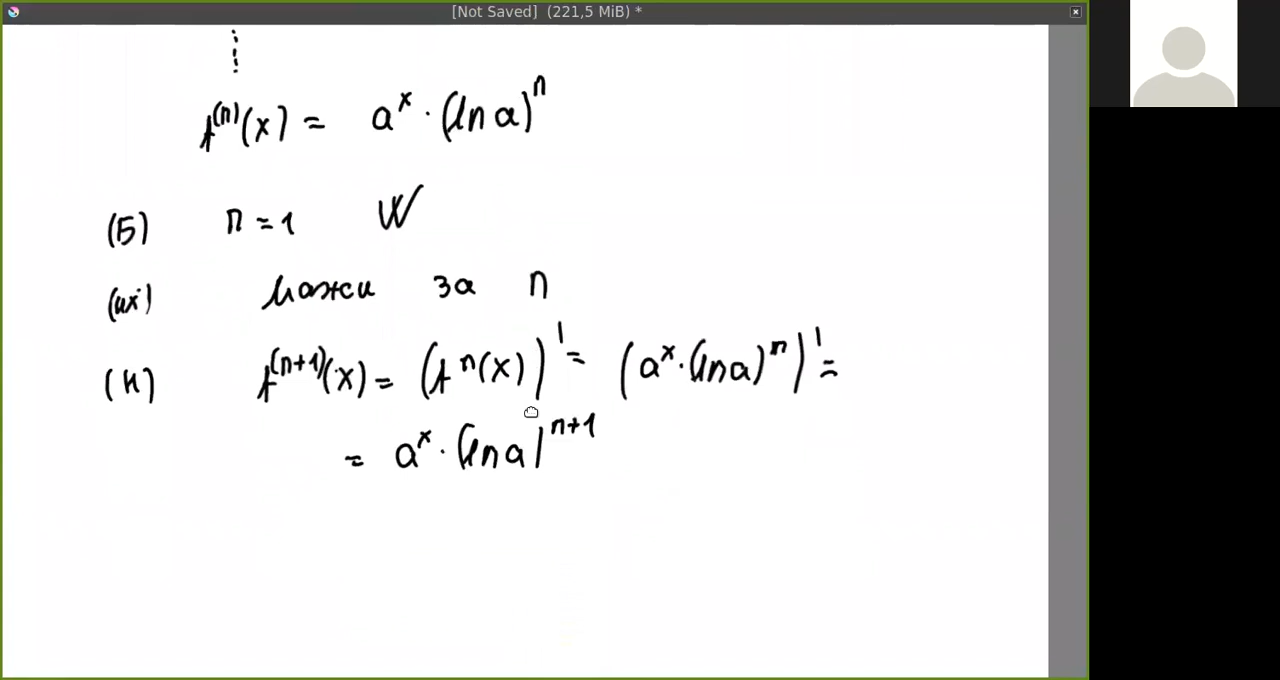 [Not Saved] (221,5 MiB) *
f^{(n)}(x) = a^x · (ln a)^n
(Б) n = 1 W
(их) важи за n
(к) f^{(n+1)}(x) = (f^n(x))' = (a^x · (ln a)^n)' =
= a^x · (ln a)^{n+1}